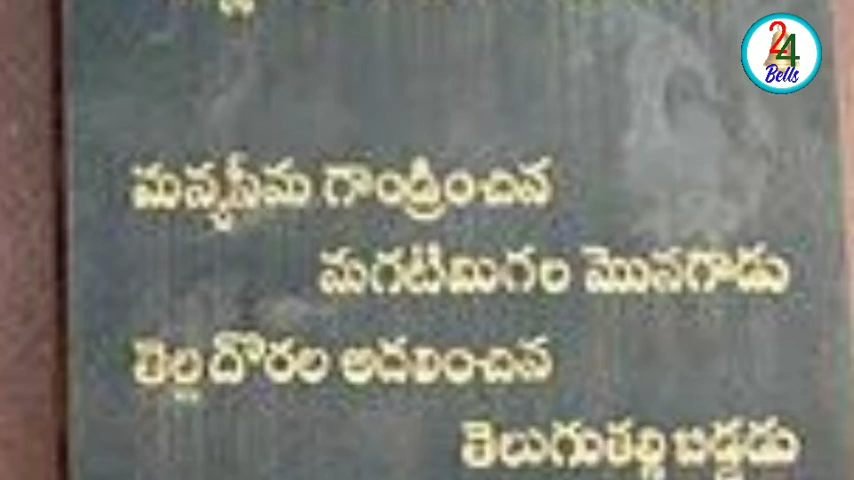 24
Bells
మన్యసీమ గాండ్రించిన
మగటిమిగల మొనగాడు
తెల్లదొరల అదలించిన
తెలుగుతల్లి బిడ్డడు